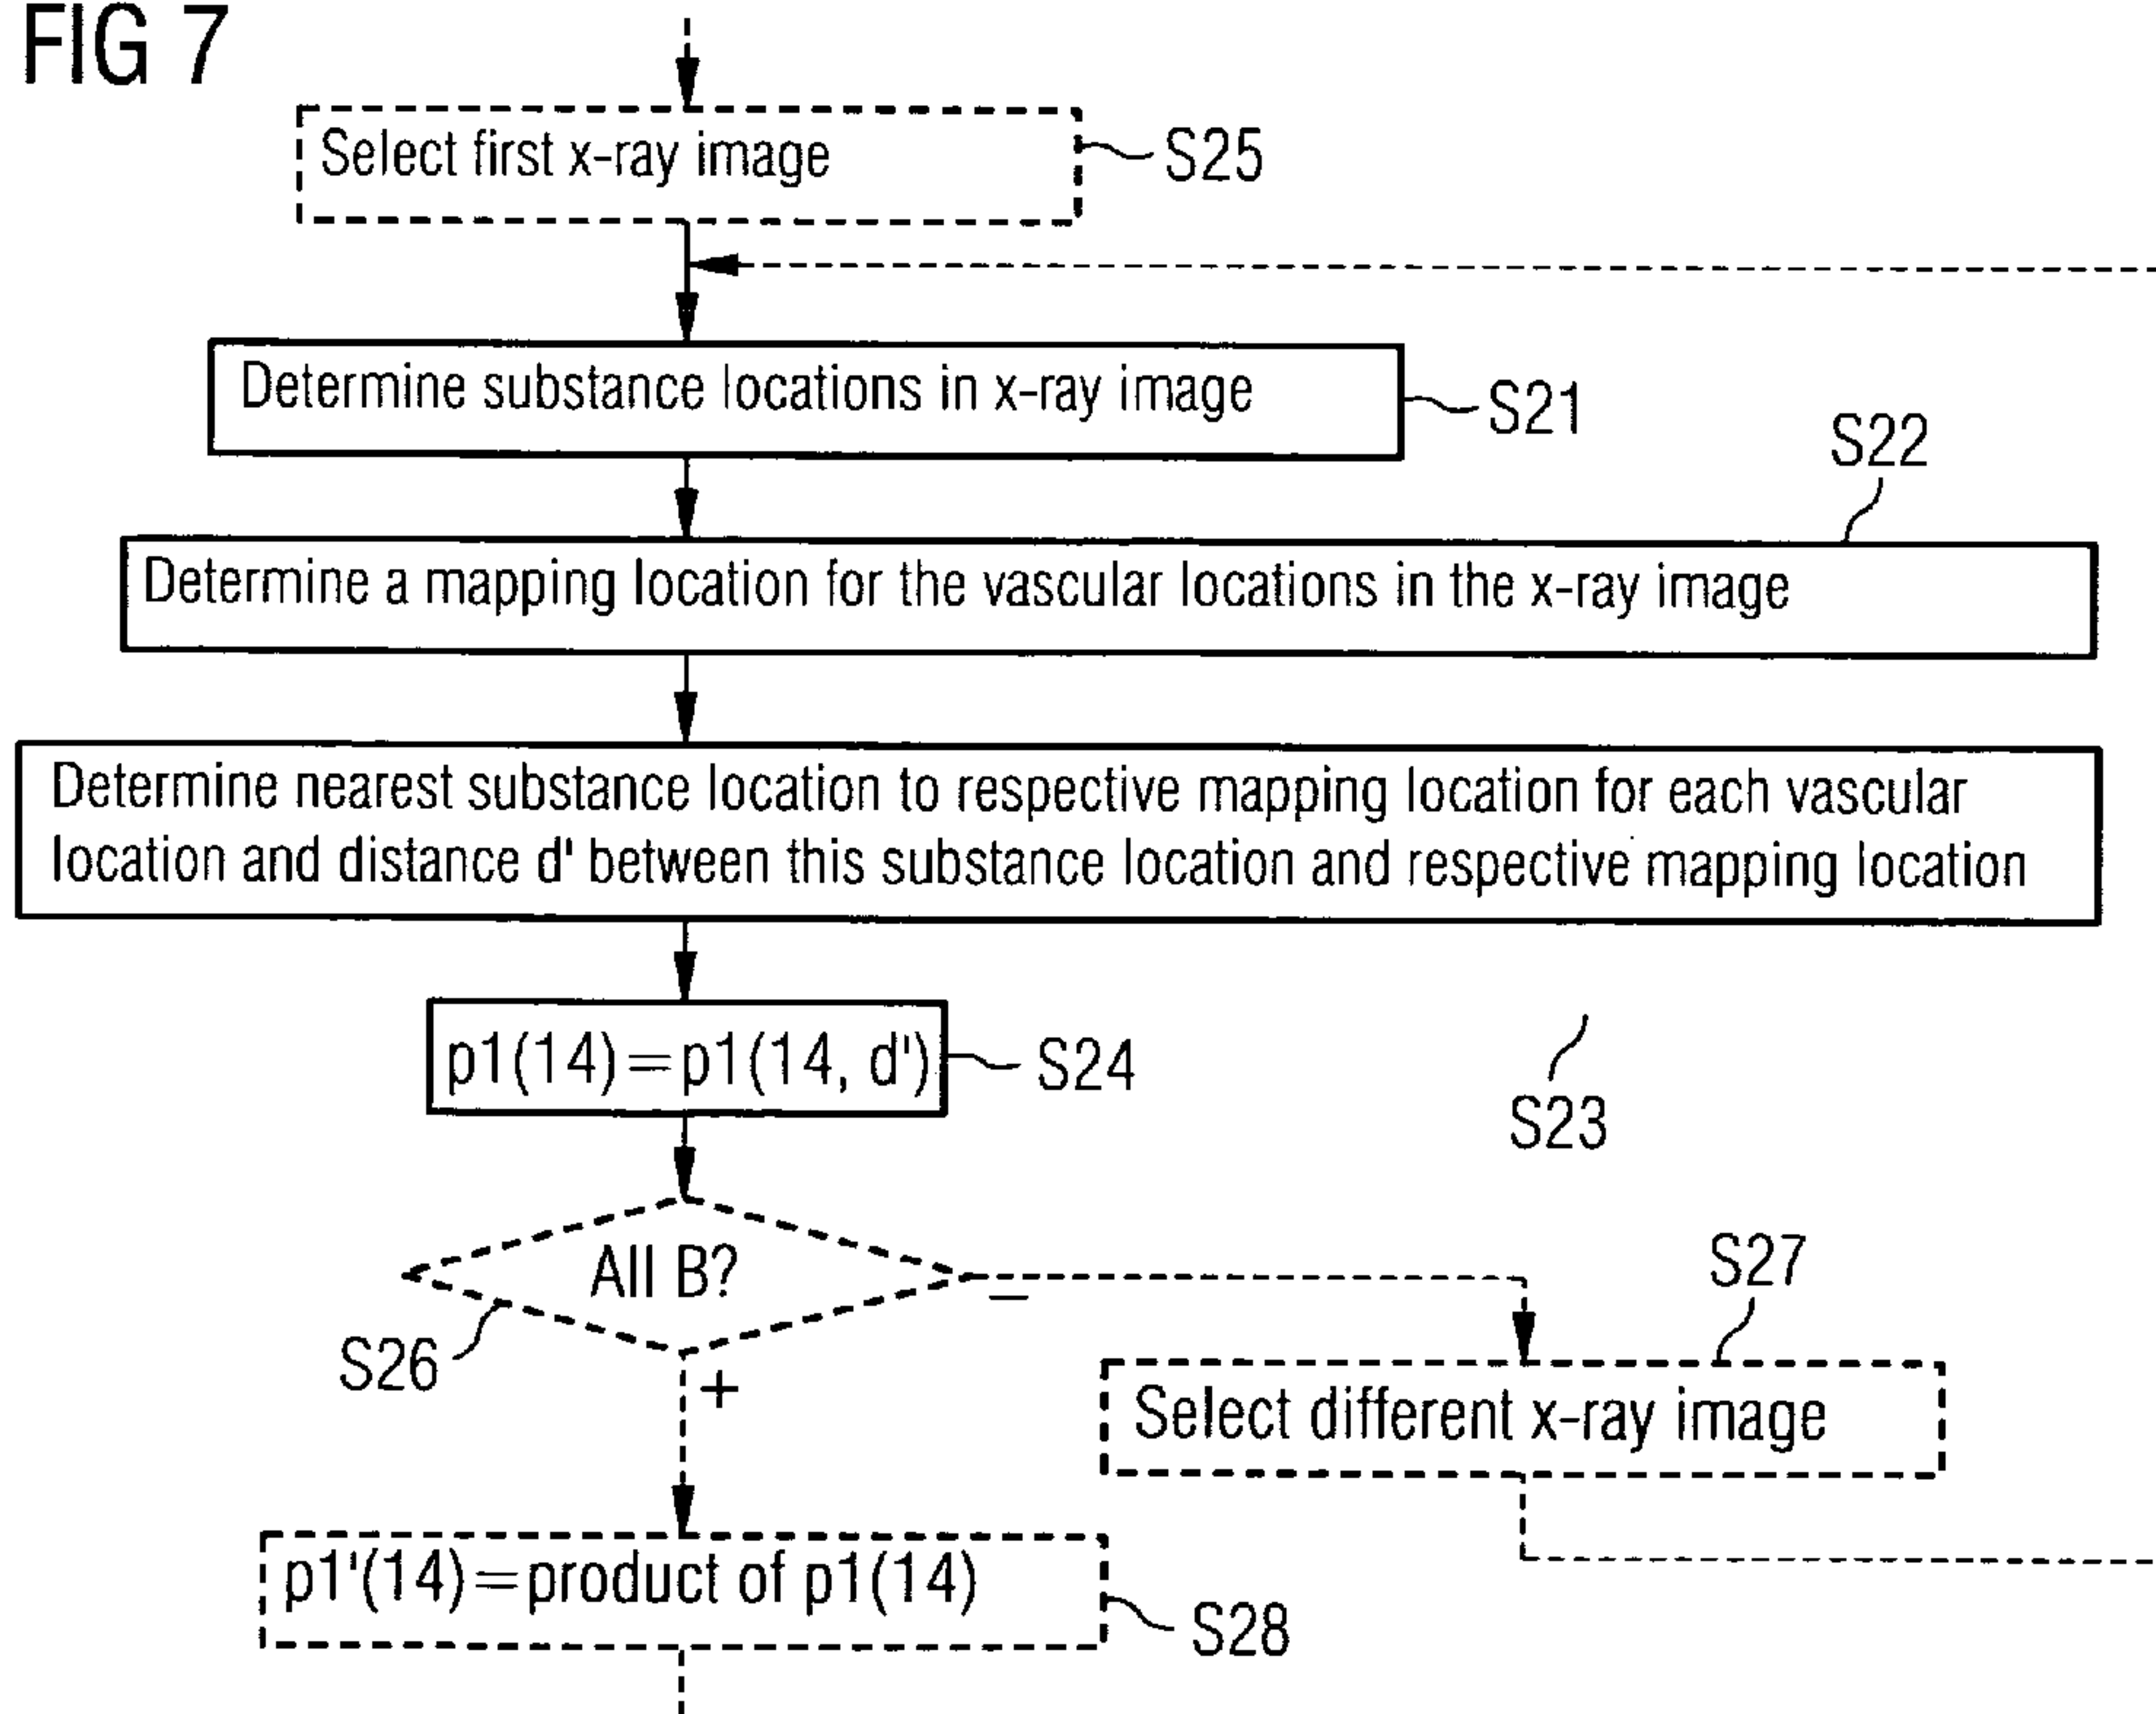 FIG 7
Select first x-ray image
S25
Determine substance locations in x-ray image
S21
S22
Determine a mapping location for the vascular locations in the x-ray image
Determine nearest substance location to respective mapping location for each vascular
location and distance d' between this substance location and respective mapping location
p1(14)=p1(14, d')
S24
S23
All B?
–
S26
+
S27
Select different x-ray image
p1'(14)=product of p1(14)
S28